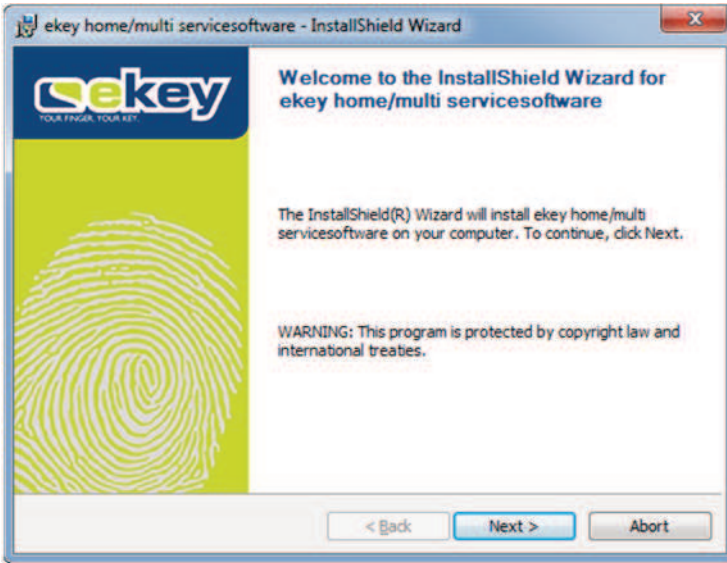 ekey home/multi servicesoftware - InstallShield Wizard
ekey
YOUR FINGER. YOUR KEY.
Welcome to the InstallShield Wizard for
ekey home/multi servicesoftware
The InstallShield(R) Wizard will install ekey home/multi
servicesoftware on your computer. To continue, click Next.
WARNING: This program is protected by copyright law and
international treaties.
< Back
Next >
Abort